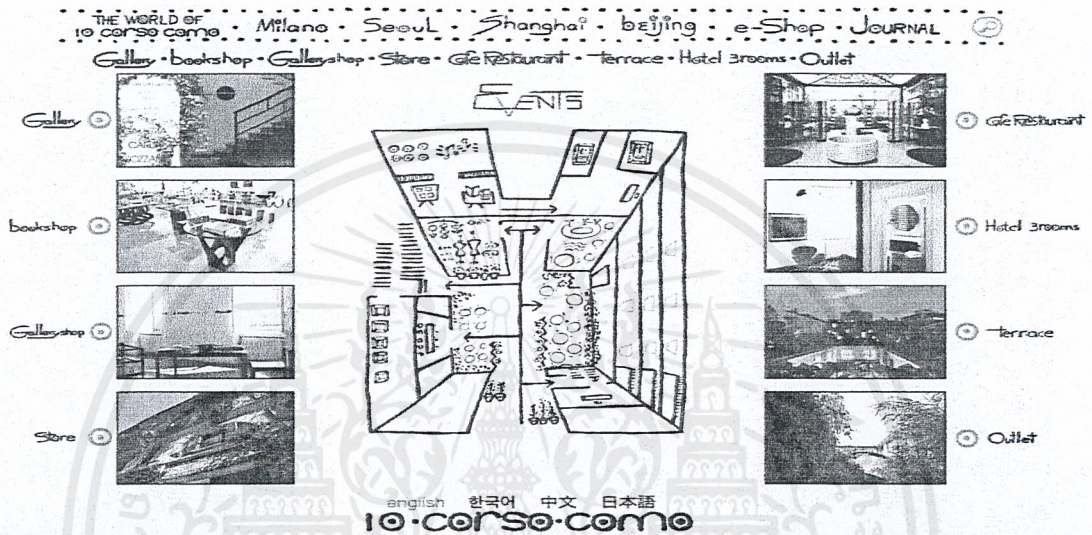 THE WORLD OF
10 CORSO COMO · Milano · Seoul · Shanghai · beijing · e-Shop · JOURNAL
Gallery · bookshop · Galleryshop · Store · Cafe Restaurant · Terrace · Hotel 3rooms · Outlet
EVENTS
Gallery
Cafe Restaurant
bookshop
Hotel 3rooms
Galleryshop
Terrace
Store
Outlet
english 한국어 中文 日本語
10·corso·como